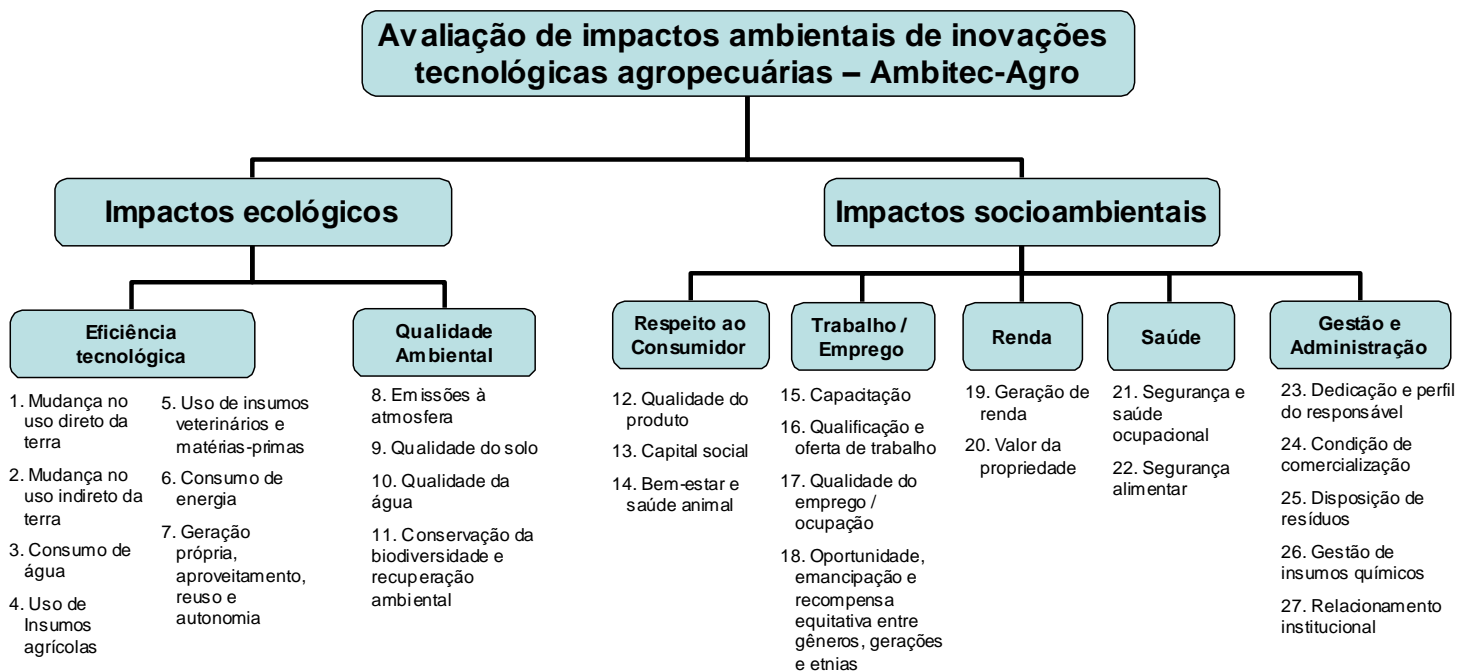 Avaliação de impactos ambientais de inovações
tecnológicas agropecuárias – Ambitec-Agro
Impactos ecológicos
Impactos socioambientais
Eficiência
tecnológica
Qualidade
Ambiental
Respeito ao
Consumidor
Trabalho /
Emprego
Renda
Saúde
Gestão e
Administração
1. Mudança no
uso direto da
terra
2. Mudança no
uso indireto da
terra
3. Consumo de
água
4. Uso de
Insumos
agrícolas
5. Uso de insumos
veterinários e
matérias-primas
6. Consumo de
energia
7. Geração
própria,
aproveitamento,
reuso e
autonomia
8. Emissões à
atmosfera
9. Qualidade do solo
10. Qualidade da
água
11. Conservação da
biodiversidade e
recuperação
ambiental
12. Qualidade do
produto
13. Capital social
14. Bem-estar e
saúde animal
15. Capacitação
16. Qualificação e
oferta de trabalho
17. Qualidade do
emprego /
ocupação
18. Oportunidade,
emancipação e
recompensa
equitativa entre
gêneros, gerações
e etnias
19. Geração de
renda
20. Valor da
propriedade
21. Segurança e
saúde
ocupacional
22. Segurança
alimentar
23. Dedicação e perfil
do responsável
24. Condição de
comercialização
25. Disposição de
resíduos
26. Gestão de
insumos químicos
27. Relacionamento
institucional